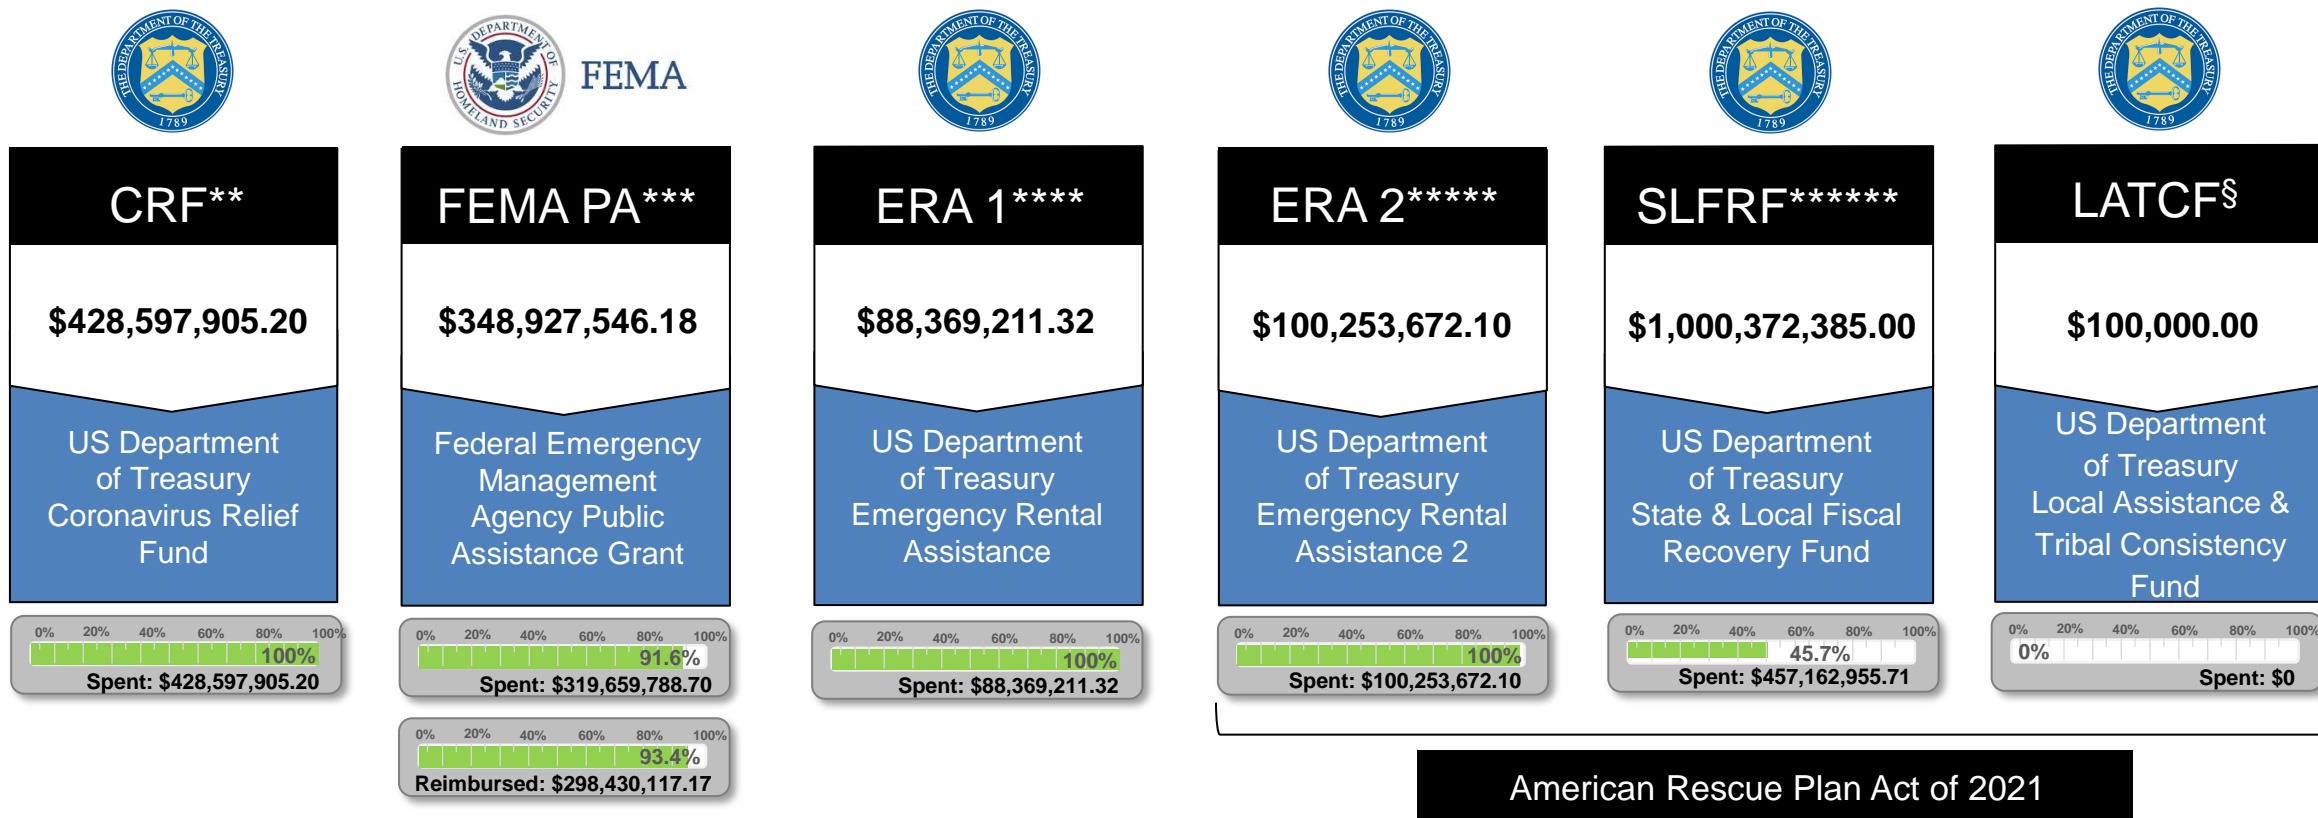 THE DEPARTMENT OF THE TREASURY
1789
U.S. DEPARTMENT OF
HOMELAND SECURITY
FEMA
THE DEPARTMENT OF THE TREASURY
1789
THE DEPARTMENT OF THE TREASURY
1789
THE DEPARTMENT OF THE TREASURY
1789
THE DEPARTMENT OF THE TREASURY
1789
CRF**
$428,597,905.20
US Department
of Treasury
Coronavirus Relief
Fund
0% 20% 40% 60% 80% 100%
100%
Spent: $428,597,905.20
FEMA PA***
$348,927,546.18
Federal Emergency
Management
Agency Public
Assistance Grant
0% 20% 40% 60% 80% 100%
91.6%
Spent: $319,659,788.70
0% 20% 40% 60% 80% 100%
93.4%
Reimbursed: $298,430,117.17
ERA 1****
$88,369,211.32
US Department
of Treasury
Emergency Rental
Assistance
0% 20% 40% 60% 80% 100%
100%
Spent: $88,369,211.32
ERA 2*****
$100,253,672.10
US Department
of Treasury
Emergency Rental
Assistance 2
0% 20% 40% 60% 80% 100%
100%
Spent: $100,253,672.10
SLFRF******
$1,000,372,385.00
US Department
of Treasury
State & Local Fiscal
Recovery Fund
0% 20% 40% 60% 80% 100%
45.7%
Spent: $457,162,955.71
LATCF§
$100,000.00
US Department
of Treasury
Local Assistance &
Tribal Consistency
Fund
0% 20% 40% 60% 80% 100%
0%
Spent: $0
American Rescue Plan Act of 2021